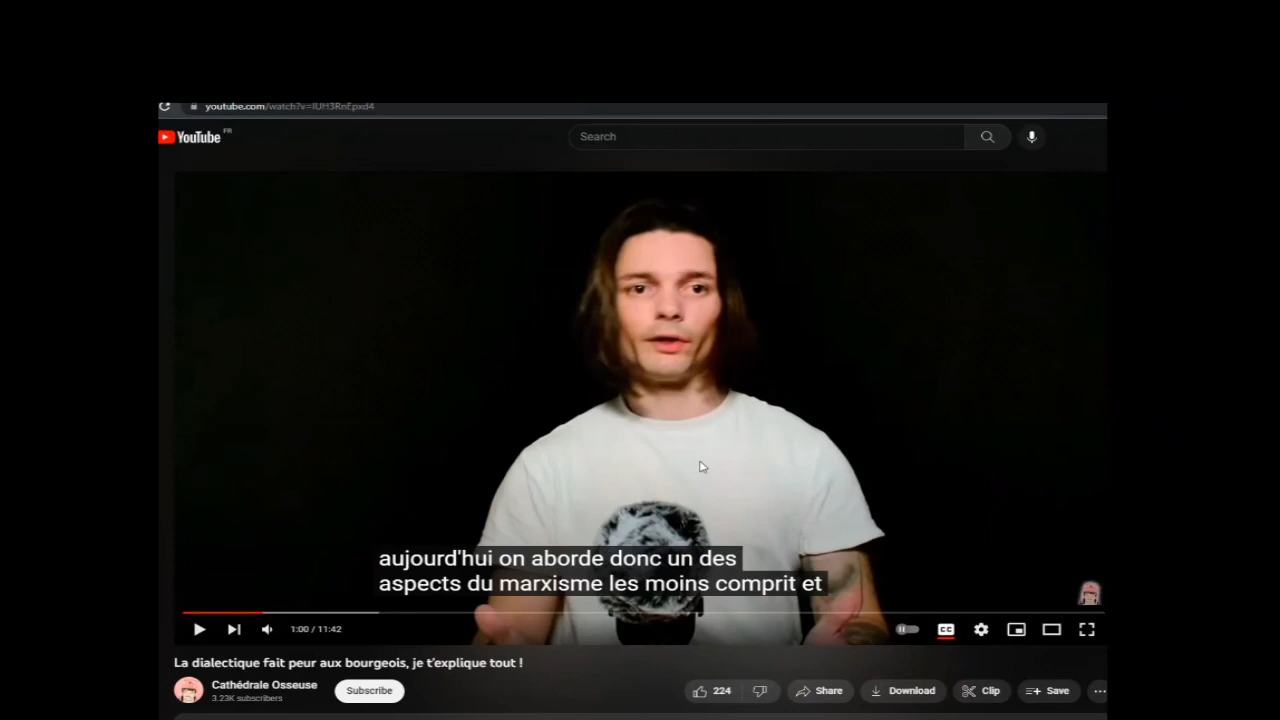 youtube.com/watch?v=IUH3RnEpxd4
YouTube FR
Search
aujourd'hui on aborde donc un des
aspects du marxisme les moins comprit et
1:00 / 11:42
CC
La dialectique fait peur aux bourgeois, je t'explique tout !
Cathédrale Osseuse
3.23K subscribers
Subscribe
224
Share
Download
Clip
Save